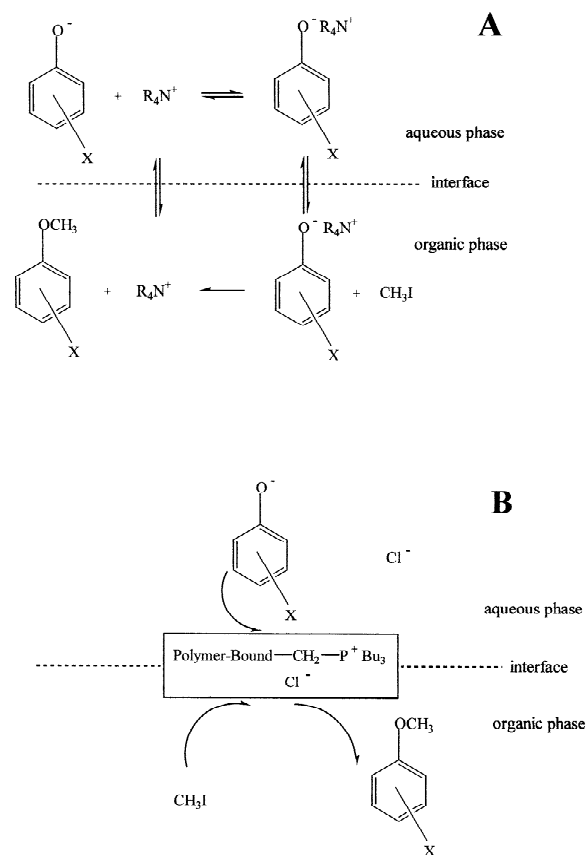 A
O⁻
O⁻ R₄N⁺
+ R₄N⁺
X
X
aqueous phase
interface
OCH₃
O⁻ R₄N⁺
organic phase
+ R₄N⁺
+ CH₃I
X
X
B
O⁻
Cl⁻
X
aqueous phase
Polymer-Bound—CH₂—P⁺ Bu₃
interface
Cl⁻
organic phase
OCH₃
CH₃I
X